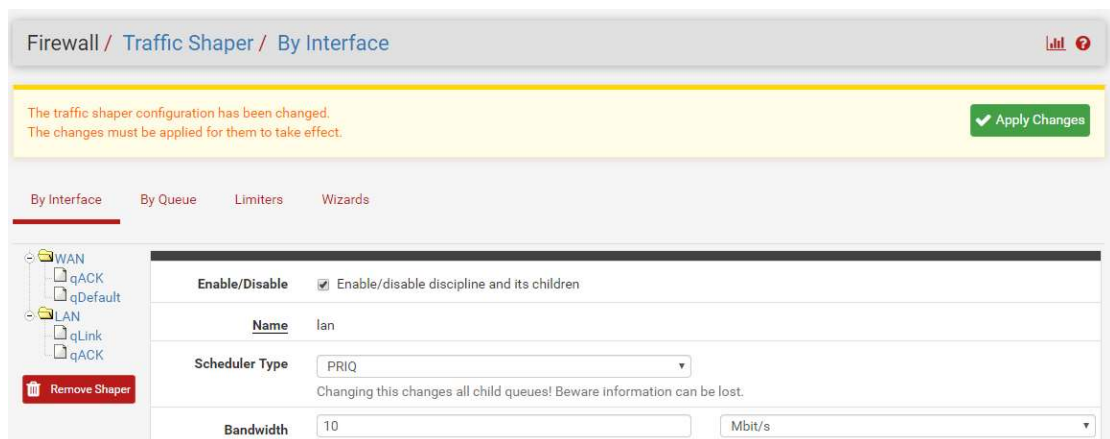 Firewall / Traffic Shaper / By Interface
The traffic shaper configuration has been changed.
The changes must be applied for them to take effect.
Apply Changes
By Interface By Queue Limiters Wizards
WAN
qACK
qDefault
LAN
qLink
qACK
Remove Shaper
Enable/Disable Enable/disable discipline and its children
Name lan
Scheduler Type PRIQ
Changing this changes all child queues! Beware information can be lost.
Bandwidth 10 Mbit/s